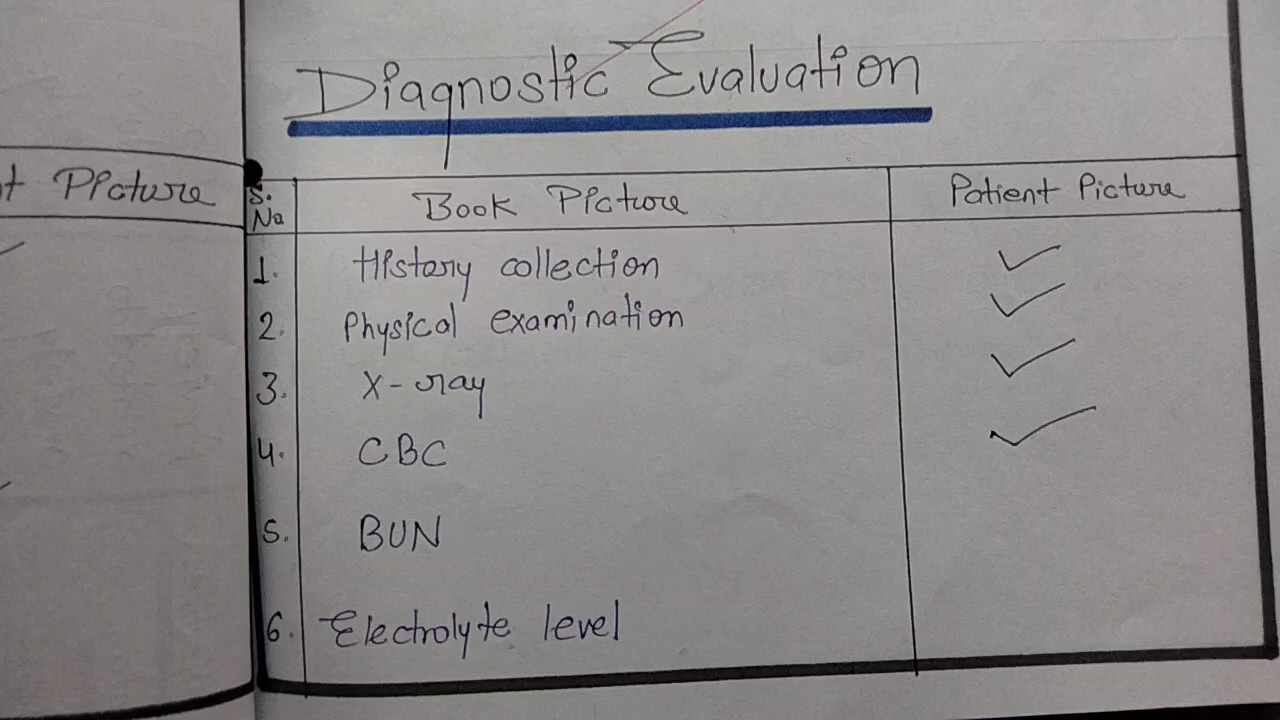 Diagnostic Evaluation
t Picture
S. No Book Picture Patient Picture
1. History collection ✓
2. Physical examination ✓
3. X-ray ✓
4. CBC ✓
5. BUN
6. Electrolyte level